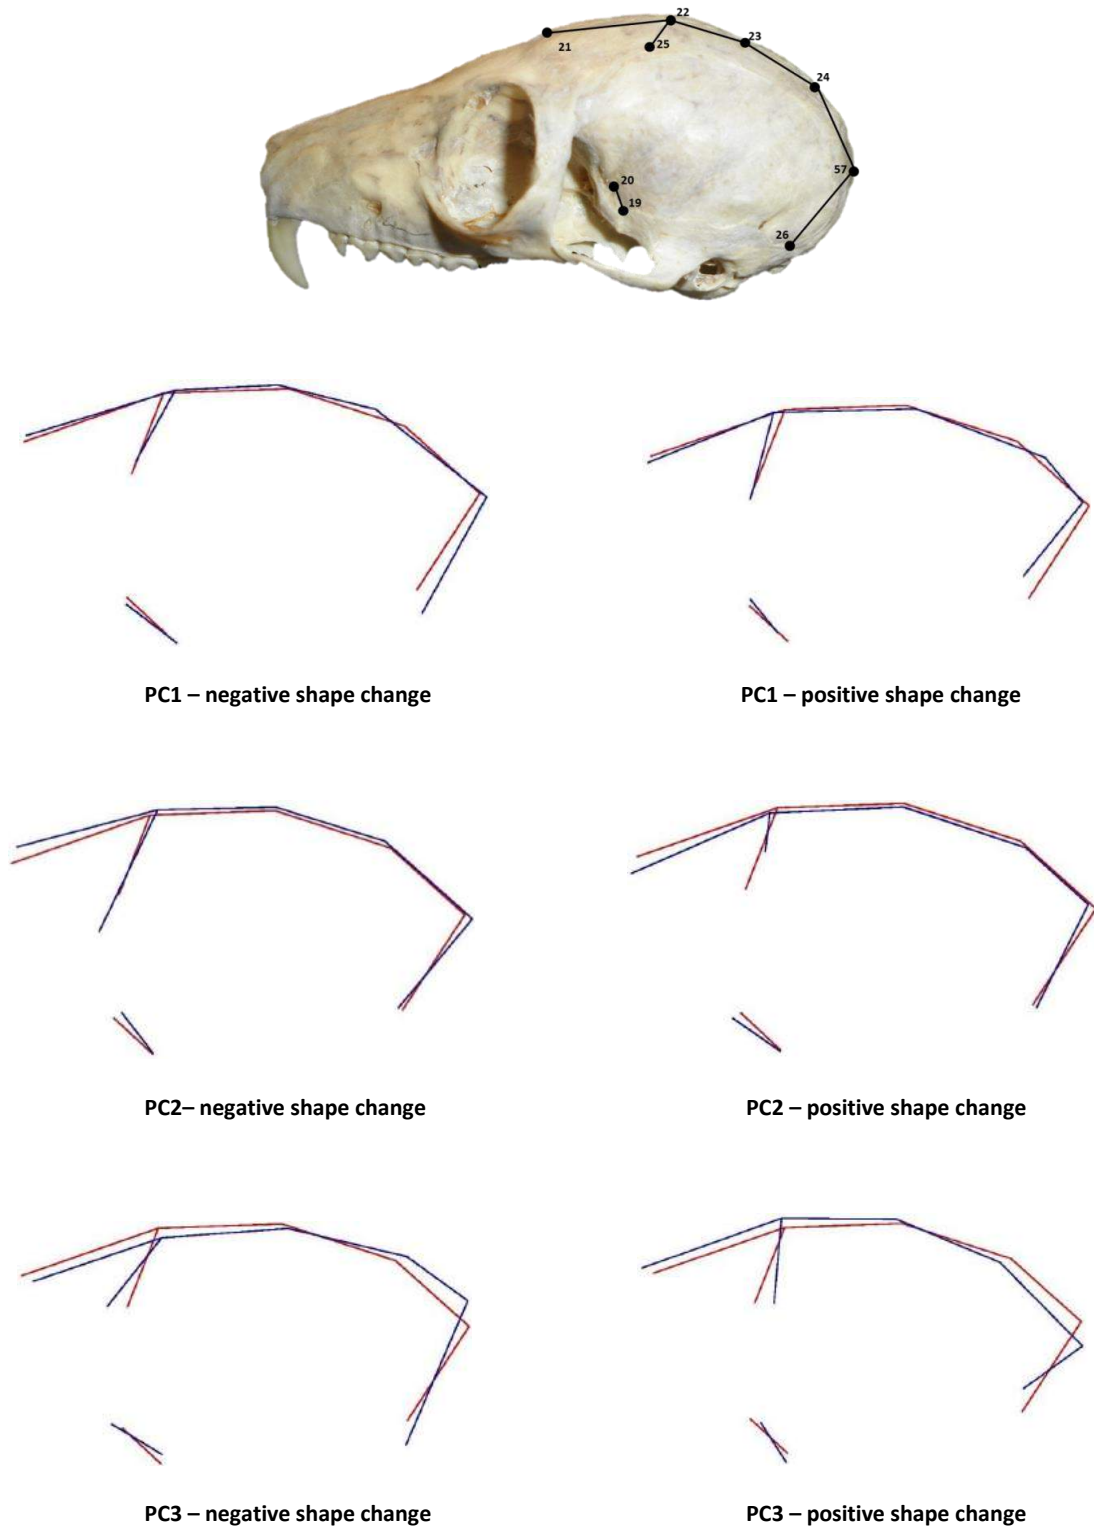 22
21
25
23
24
20
57
19
26
PC1 – negative shape change
PC1 – positive shape change
PC2– negative shape change
PC2 – positive shape change
PC3 – negative shape change
PC3 – positive shape change